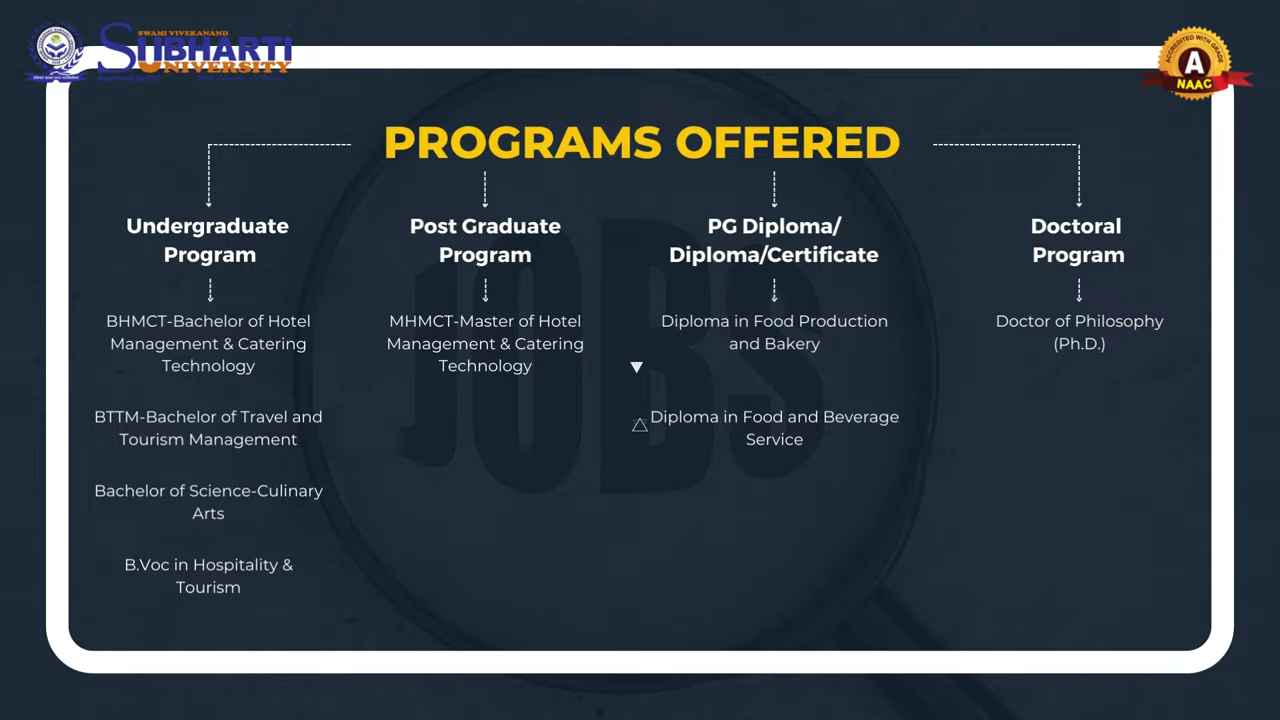 SWAMI VIVEKANAND
SUBHARTI
UNIVERSITY
ACCREDITED WITH GRADE
A
NAAC
PROGRAMS OFFERED
Undergraduate
Program
BHMCT-Bachelor of Hotel
Management & Catering
Technology
BTTM-Bachelor of Travel and
Tourism Management
Bachelor of Science-Culinary
Arts
B.Voc in Hospitality &
Tourism
Post Graduate
Program
MHMCT-Master of Hotel
Management & Catering
Technology
PG Diploma/
Diploma/Certificate
Diploma in Food Production
and Bakery
Diploma in Food and Beverage
Service
Doctoral
Program
Doctor of Philosophy
(Ph.D.)
JOBS